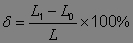 δ = (L₁ − L₀) / L × 100%